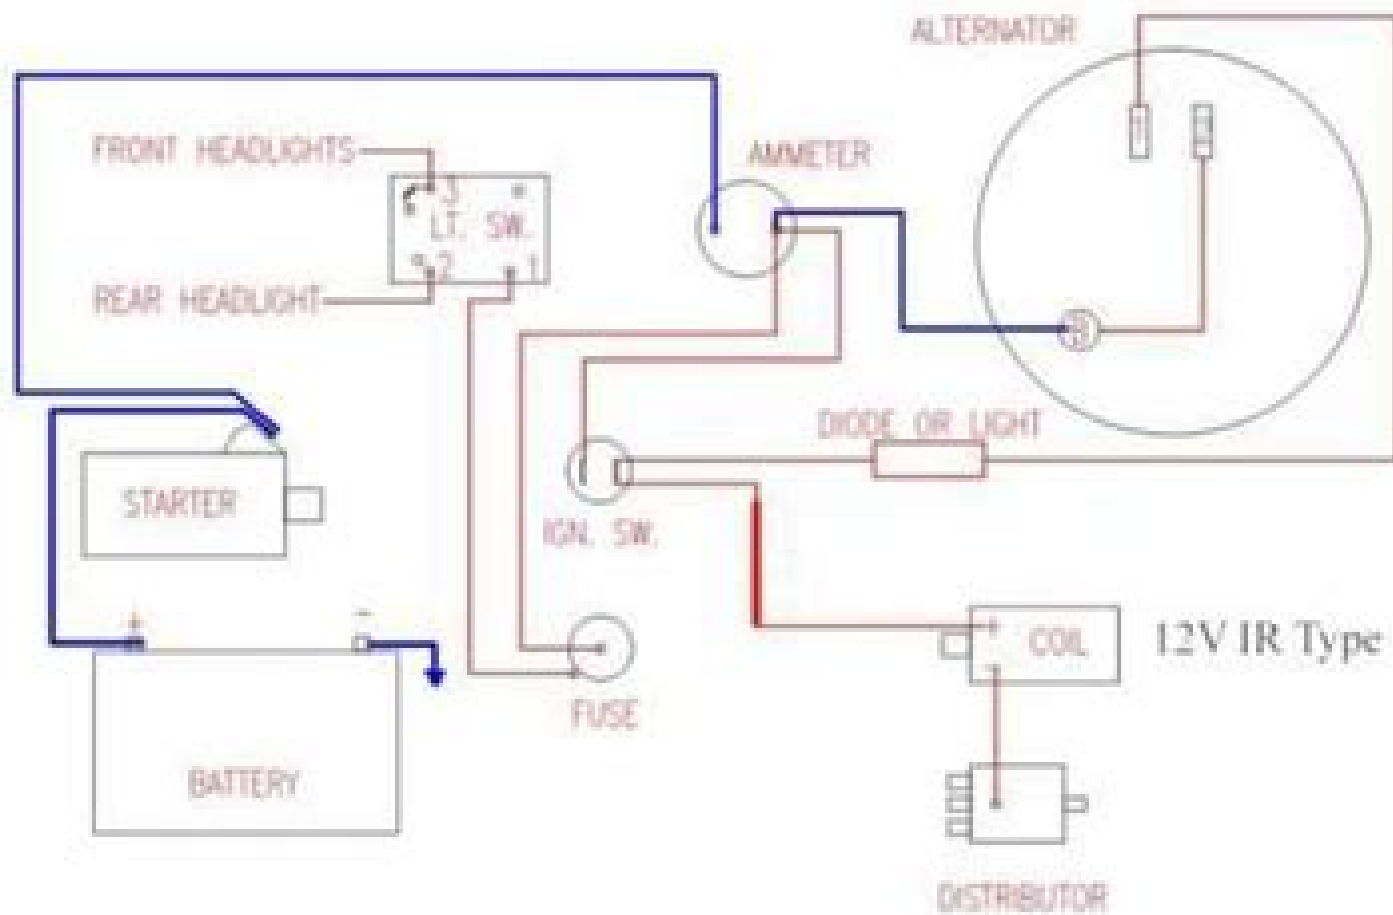 ALTERNATOR
FRONT HEADLIGHTS
AMMETER
3
LT. SW.
2 1
REAR HEADLIGHT
DIODE OR LIGHT
STARTER
IGN. SW.
+ -
+
COIL
12V IR Type
-
FUSE
BATTERY
DISTRIBUTOR